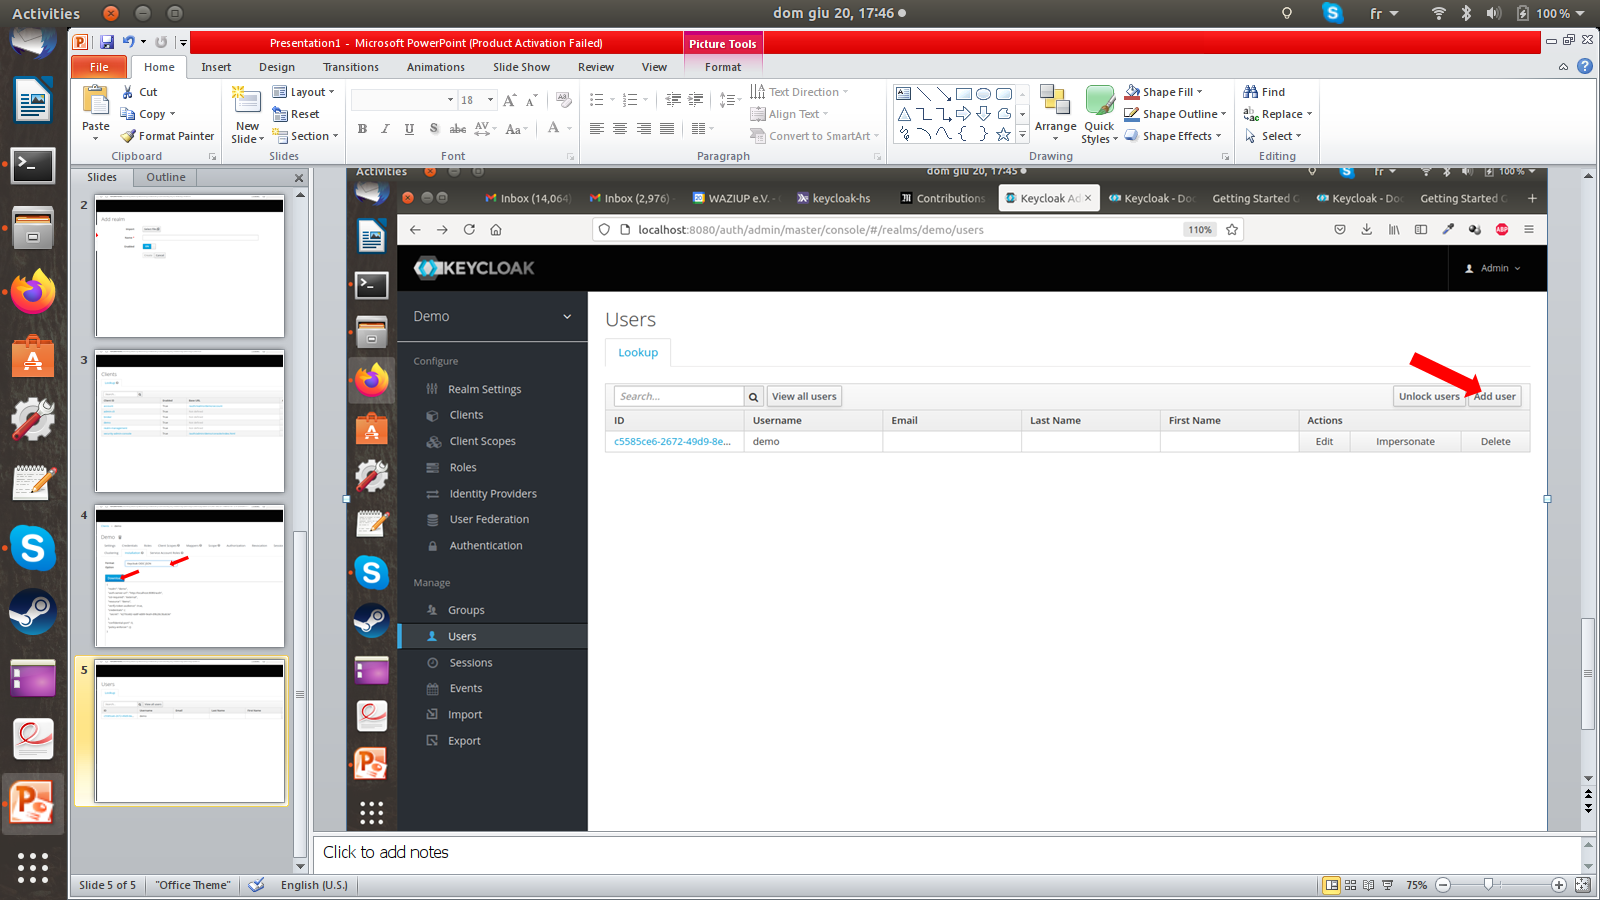 Activities
dom giu 20, 17:46
fr
100 %
Presentation1 - Microsoft PowerPoint (Product Activation Failed)
Picture Tools
File
Home
Insert
Design
Transitions
Animations
Slide Show
Review
View
Format
Paste
Cut
Copy
Format Painter
Clipboard
New Slide
Layout
Reset
Section
Slides
18
Font
Text Direction
Align Text
Convert to SmartArt
Paragraph
Arrange
Quick Styles
Shape Fill
Shape Outline
Shape Effects
Drawing
Find
Replace
Select
Editing
Slides
Outline
2
Add realm
3
Clients
4
Demo
5
Users
Activities
dom giu 20, 17:45
fr
100 %
Inbox (14,064)
Inbox (2,976)
WAZIUP e.V. -
keycloak-hs
Contributions
Keycloak Ad
Keycloak - Doc
Getting Started G
Keycloak - Doc
Getting Started G
localhost:8080/auth/admin/master/console/#/realms/demo/users
110%
ABP
KEYCLOAK
Admin
Demo
Configure
Realm Settings
Clients
Client Scopes
Roles
Identity Providers
User Federation
Authentication
Manage
Groups
Users
Sessions
Events
Import
Export
Users
Lookup
Search...
View all users
Unlock users
Add user
ID
Username
Email
Last Name
First Name
Actions
c5585ce6-2672-49d9-8e...
demo
Edit
Impersonate
Delete
Click to add notes
Slide 5 of 5
"Office Theme"
English (U.S.)
75%